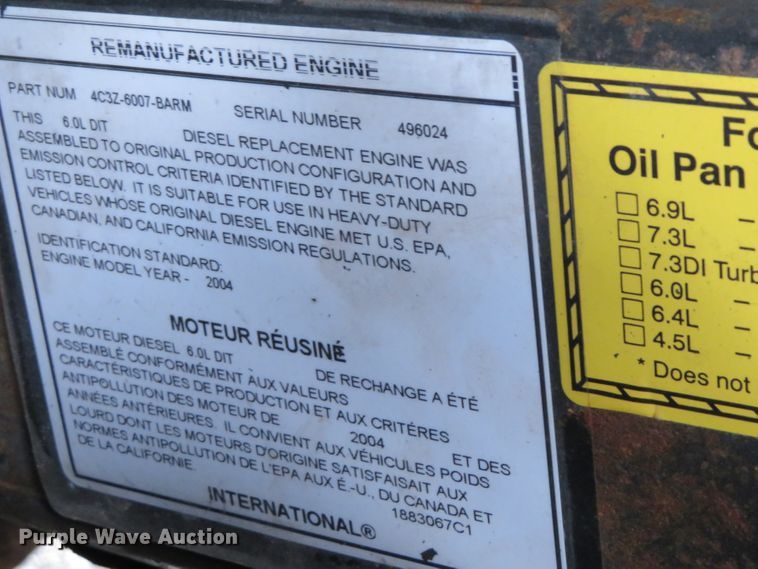 REMANUFACTURED ENGINE
PART NUM 4C3Z-6007-BARM SERIAL NUMBER 496024
THIS 6.0L DIT DIESEL REPLACEMENT ENGINE WAS
ASSEMBLED TO ORIGINAL PRODUCTION CONFIGURATION AND
EMISSION CONTROL CRITERIA IDENTIFIED BY THE STANDARD
LISTED BELOW. IT IS SUITABLE FOR USE IN HEAVY-DUTY
VEHICLES WHOSE ORIGINAL DIESEL ENGINE MET U.S. EPA,
CANADIAN, AND CALIFORNIA EMISSION REGULATIONS.
IDENTIFICATION STANDARD:
ENGINE MODEL YEAR - 2004
MOTEUR RÉUSINÉ
CE MOTEUR DIESEL 6.0L DIT DE RECHANGE A ÉTÉ
ASSEMBLÉ CONFORMÉMENT AUX VALEURS
CARACTÉRISTIQUES DE PRODUCTION ET AUX CRITÉRES
ANTIPOLLUTION DES MOTEUR DE 2004 ET DES
ANNÉES ANTÉRIEURES. IL CONVIENT AUX VÉHICULES POIDS
LOURD DONT LES MOTEURS D'ORIGINE SATISFAISAIT AUX
NORMES ANTIPOLLUTION DE L'EPA AUX É.-U., DU CANADA ET
DE LA CALIFORNIE.
1883067C1
INTERNATIONAL®
Fo
Oil Pan
6.9L –
7.3L –
7.3DI Turb
6.0L –
6.4L –
4.5L –
* Does not
Purple Wave Auction